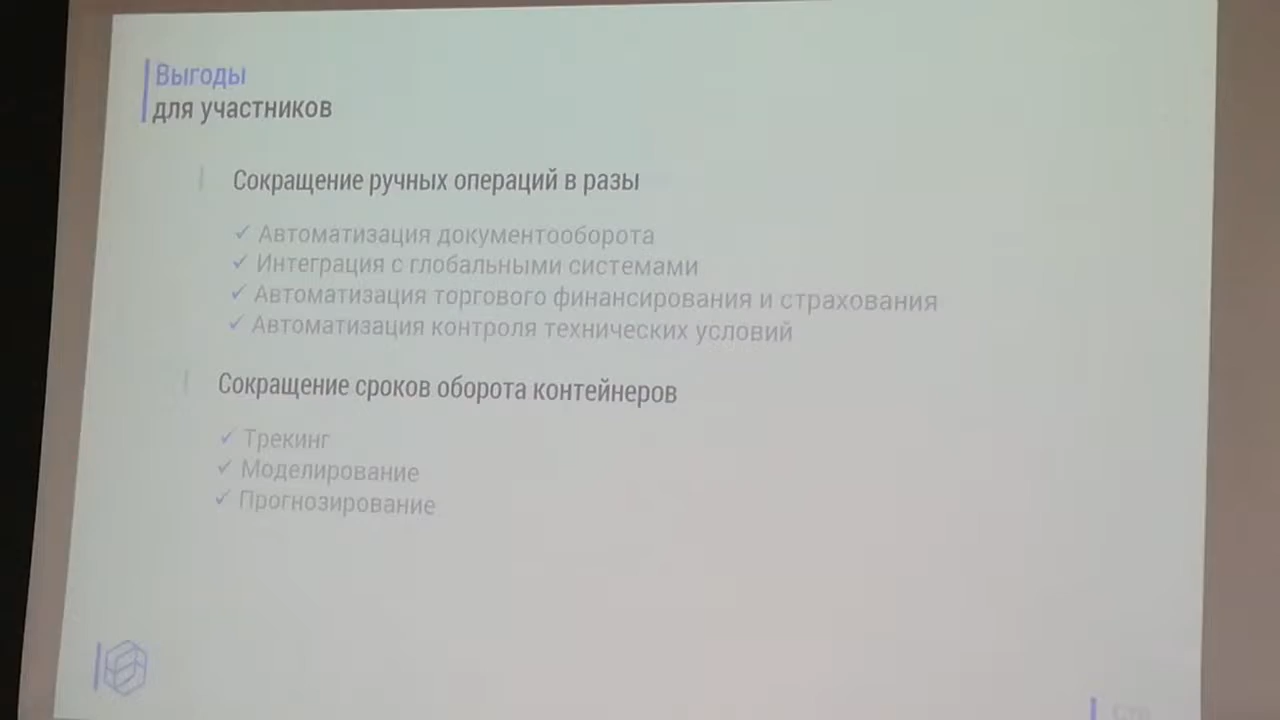 Выгоды
для участников
Сокращение ручных операций в разы
✓ Автоматизация документооборота
✓ Интеграция с глобальными системами
✓ Автоматизация торгового финансирования и страхования
✓ Автоматизация контроля технических условий
Сокращение сроков оборота контейнеров
✓ Трекинг
✓ Моделирование
✓ Прогнозирование